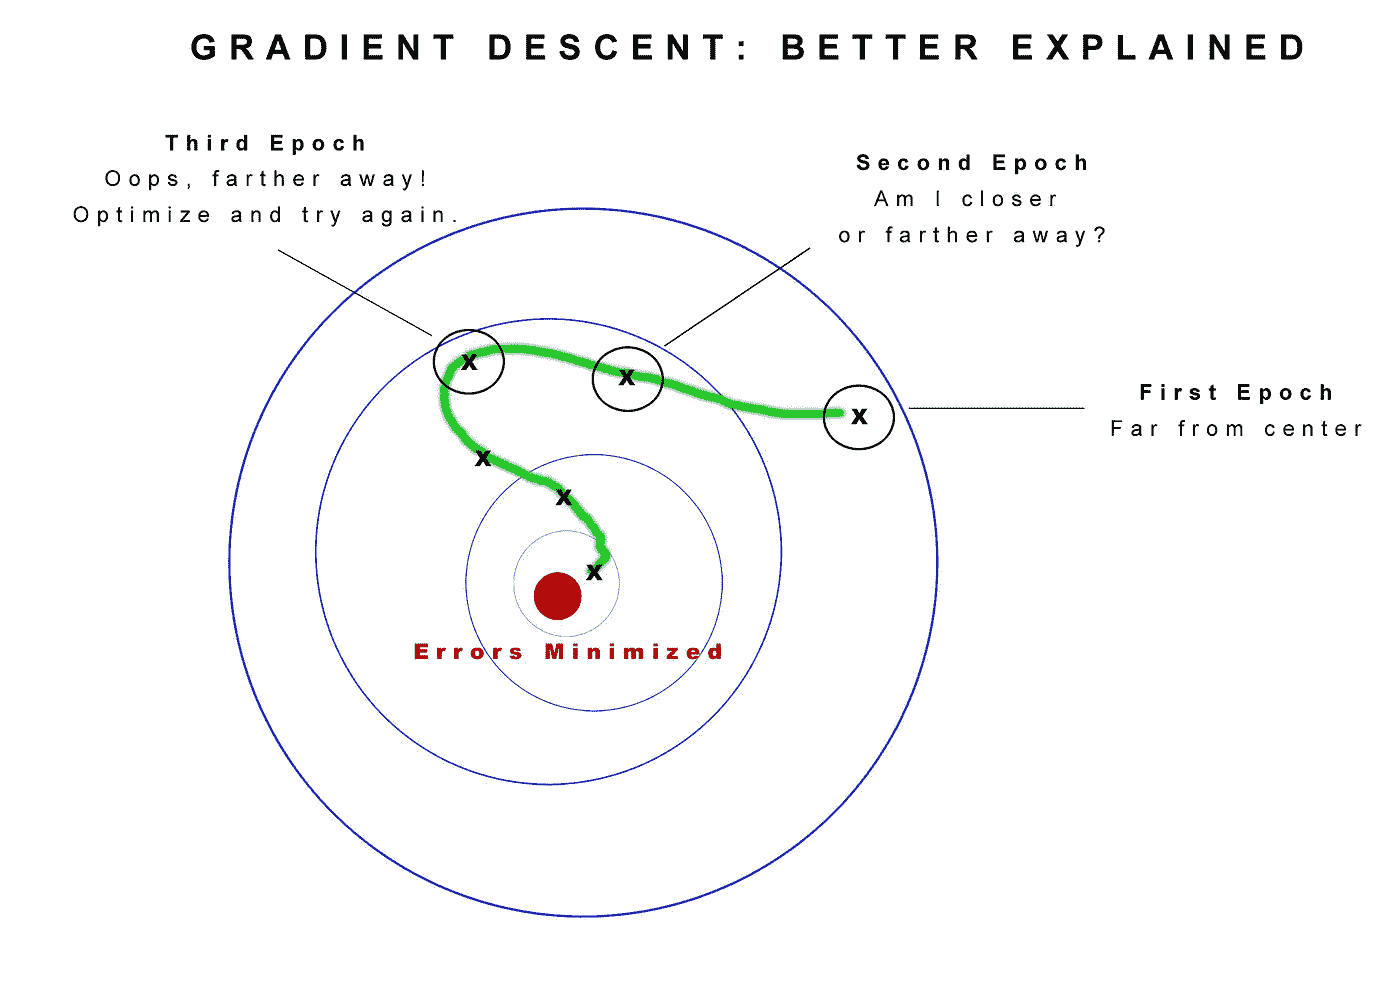 GRADIENT DESCENT: BETTER EXPLAINED
Third Epoch
Oops, farther away!
Optimize and try again.
Second Epoch
Am I closer
or farther away?
First Epoch
Far from center
x
x
x
x
x
x
Errors Minimized